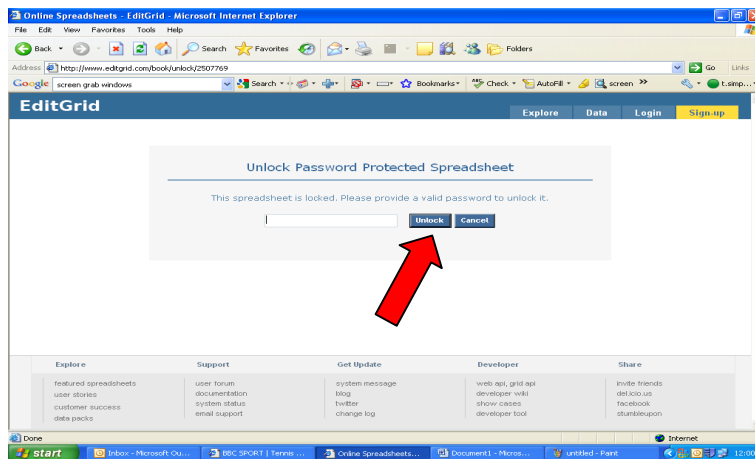 Online Spreadsheets - EditGrid - Microsoft Internet Explorer
File Edit View Favorites Tools Help
Back Search Favorites Folders
Address http://www.editgrid.com/book/unlock/2507769 Go Links
Google screen grab windows Search Bookmarks Check AutoFill screen >> t.simp...
EditGrid
Explore Data Login Sign-up
Unlock Password Protected Spreadsheet
This spreadsheet is locked. Please provide a valid password to unlock it.
Unlock Cancel
Explore Support Get Update Developer Share
featured spreadsheets user forum system message web api, grid api invite friends
user stories documentation blog developer wiki del.icio.us
customer success system status twitter show cases facebook
data packs email support change log developer tool stumbleupon
Done Internet
start Inbox - Microsoft Ou... BBC SPORT | Tennis ... Online Spreadsheets... Document1 - Micros... untitled - Paint 12:00